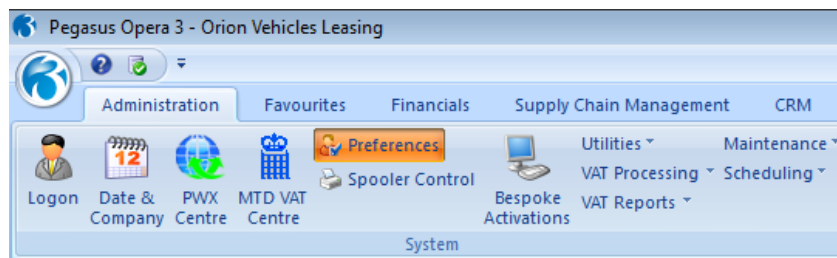 Pegasus Opera 3 - Orion Vehicles Leasing
Administration Favourites Financials Supply Chain Management CRM
Preferences Utilities Maintenance
12 Spooler Control VAT Processing Scheduling
Logon Date & PWX MTD VAT Bespoke VAT Reports
Company Centre Centre Activations
System